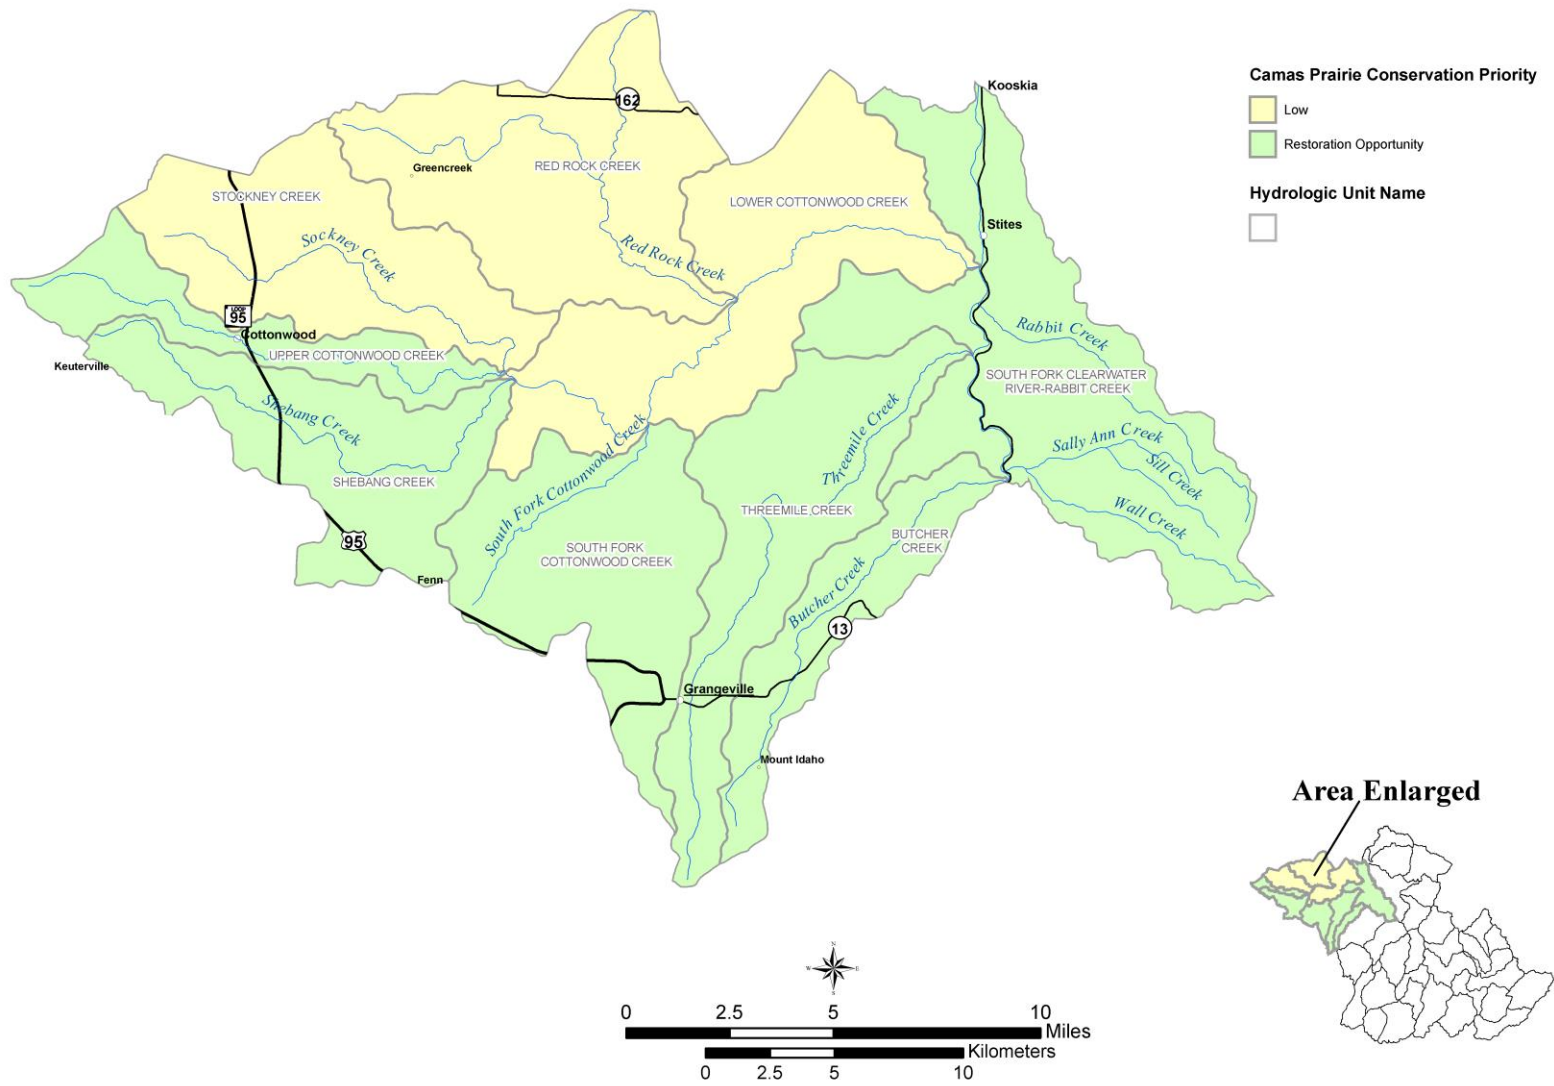 Kooskia
Camas Prairie Conservation Priority
Low
Restoration Opportunity
Hydrologic Unit Name
162
Greencreek
RED ROCK CREEK
STOCKNEY CREEK
LOWER COTTONWOOD CREEK
Stites
Sockney Creek
Red Rock Creek
LOOP
95
Cottonwood
UPPER COTTONWOOD CREEK
Keuterville
Rabbit Creek
SOUTH FORK CLEARWATER
RIVER-RABBIT CREEK
Shebang Creek
SHEBANG CREEK
South Fork Cottonwood Creek
Threemile Creek
Sally Ann Creek
Sill Creek
Wall Creek
THREEMILE CREEK
BUTCHER
CREEK
95
SOUTH FORK
COTTONWOOD CREEK
Fenn
Butcher Creek
13
Grangeville
Mount Idaho
Area Enlarged
N
W
E
S
0 2.5 5 10
Miles
Kilometers
0 2.5 5 10